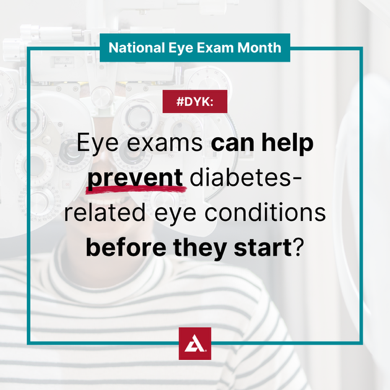 National Eye Exam Month
#DYK:
Eye exams can help
prevent diabetes-
related eye conditions
before they start?